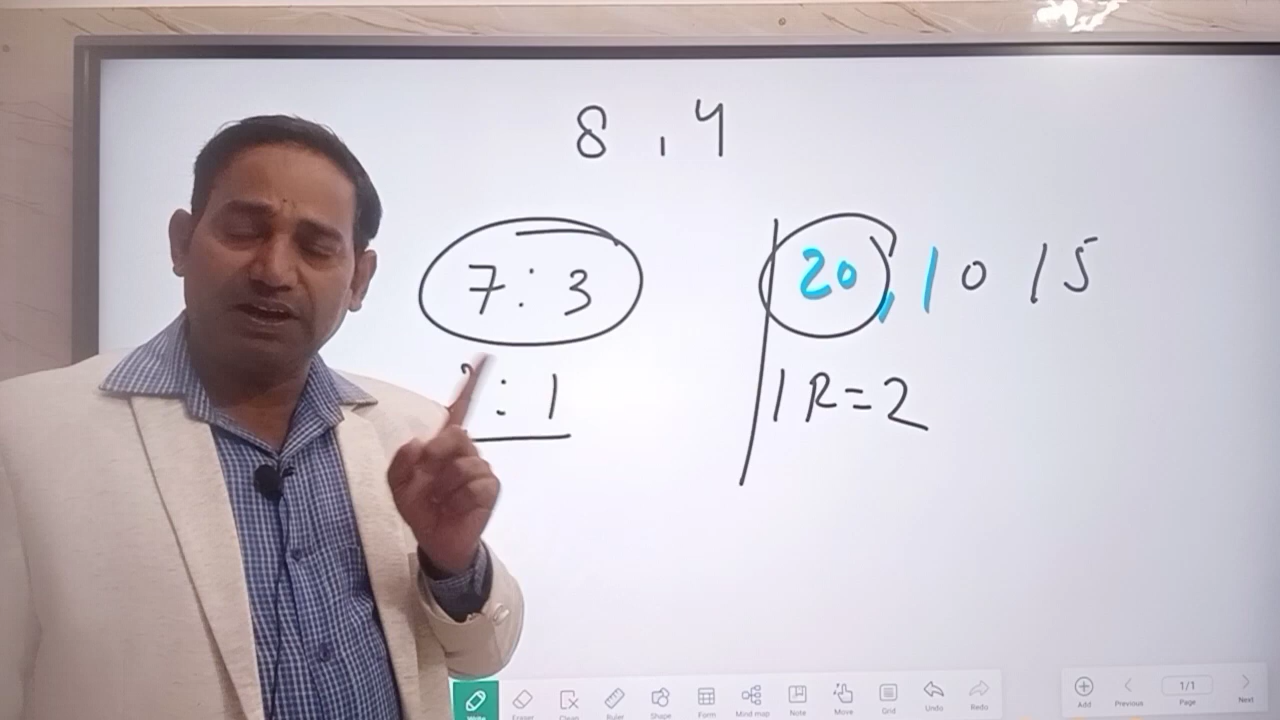 8 , 4
7 : 3
20, 10 15
: 1
1 R = 2
Write Eraser Clean Ruler Shape Form Mind map Note Move Grid Undo Redo
Add Previous 1/1 Page Next